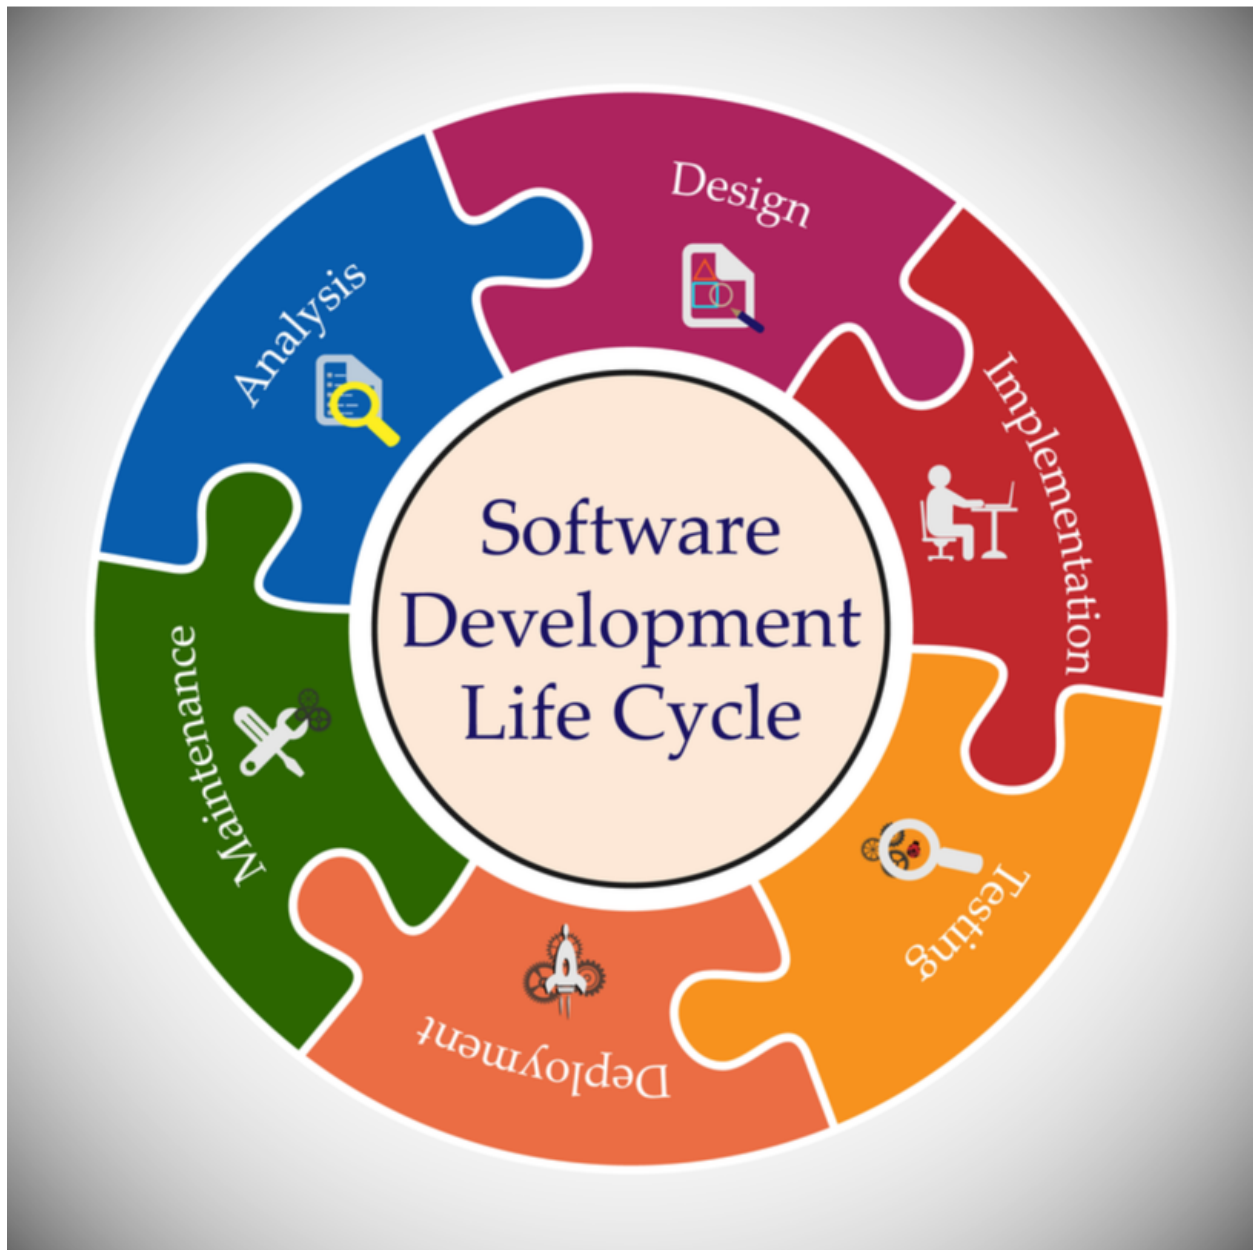 Software
Development
Life Cycle
Analysis
Design
Implementation
Testing
Deployment
Maintenance